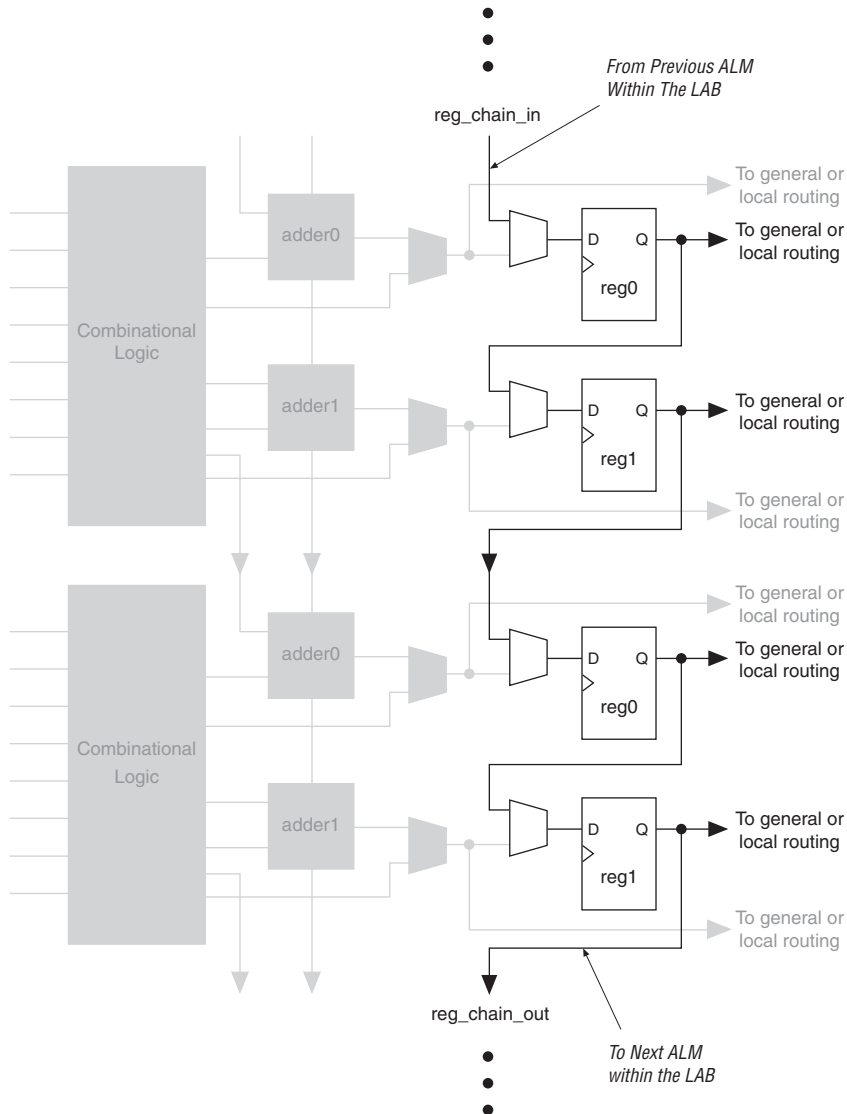 From Previous ALM
Within The LAB
reg_chain_in
To general or
local routing
adder0
D Q
To general or
local routing
reg0
Combinational
Logic
adder1
D Q
To general or
local routing
reg1
To general or
local routing
To general or
local routing
adder0
D Q
To general or
local routing
reg0
Combinational
Logic
adder1
D Q
To general or
local routing
reg1
To general or
local routing
reg_chain_out
To Next ALM
within the LAB